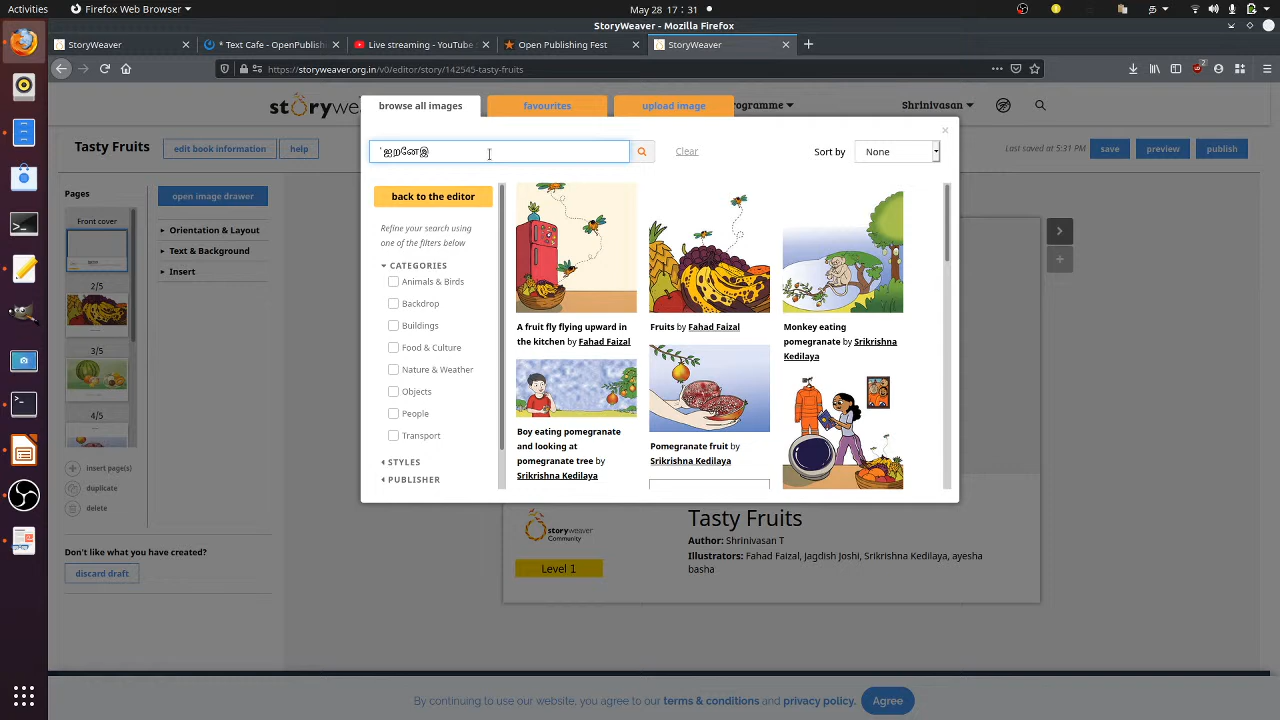 Activities
Firefox Web Browser
May 28 17 : 31
StoryWeaver - Mozilla Firefox
StoryWeaver
* Text Cafe - OpenPublishi
Live streaming - YouTube
Open Publishing Fest
StoryWeaver
https://storyweaver.org.in/v0/editor/story/142545-tasty-fruits
browse all images
favourites
upload image
Shrinivasan
Tasty Fruits
edit book information
help
Last saved at 5:31 PM
save
preview
publish
Clear
Sort by
None
Pages
open image drawer
Front cover
Orientation & Layout
Text & Background
Insert
2/5
3/5
4/5
insert page(s)
duplicate
delete
Don't like what you have created?
discard draft
back to the editor
Refine your search using
one of the filters below
CATEGORIES
Animals & Birds
Backdrop
Buildings
Food & Culture
Nature & Weather
Objects
People
Transport
STYLES
PUBLISHER
A fruit fly flying upward in
the kitchen by Fahad Faizal
Fruits by Fahad Faizal
Monkey eating
pomegranate by Srikrishna
Kedilaya
Boy eating pomegranate
and looking at
pomegranate tree by
Srikrishna Kedilaya
Pomegranate fruit by
Srikrishna Kedilaya
storyweaver
Community
Level 1
Tasty Fruits
Author: Shrinivasan T
Illustrators: Fahad Faizal, Jagdish Joshi, Srikrishna Kedilaya, ayesha
basha
By continuing to use our website, you agree to our terms & conditions and privacy policy.
Agree